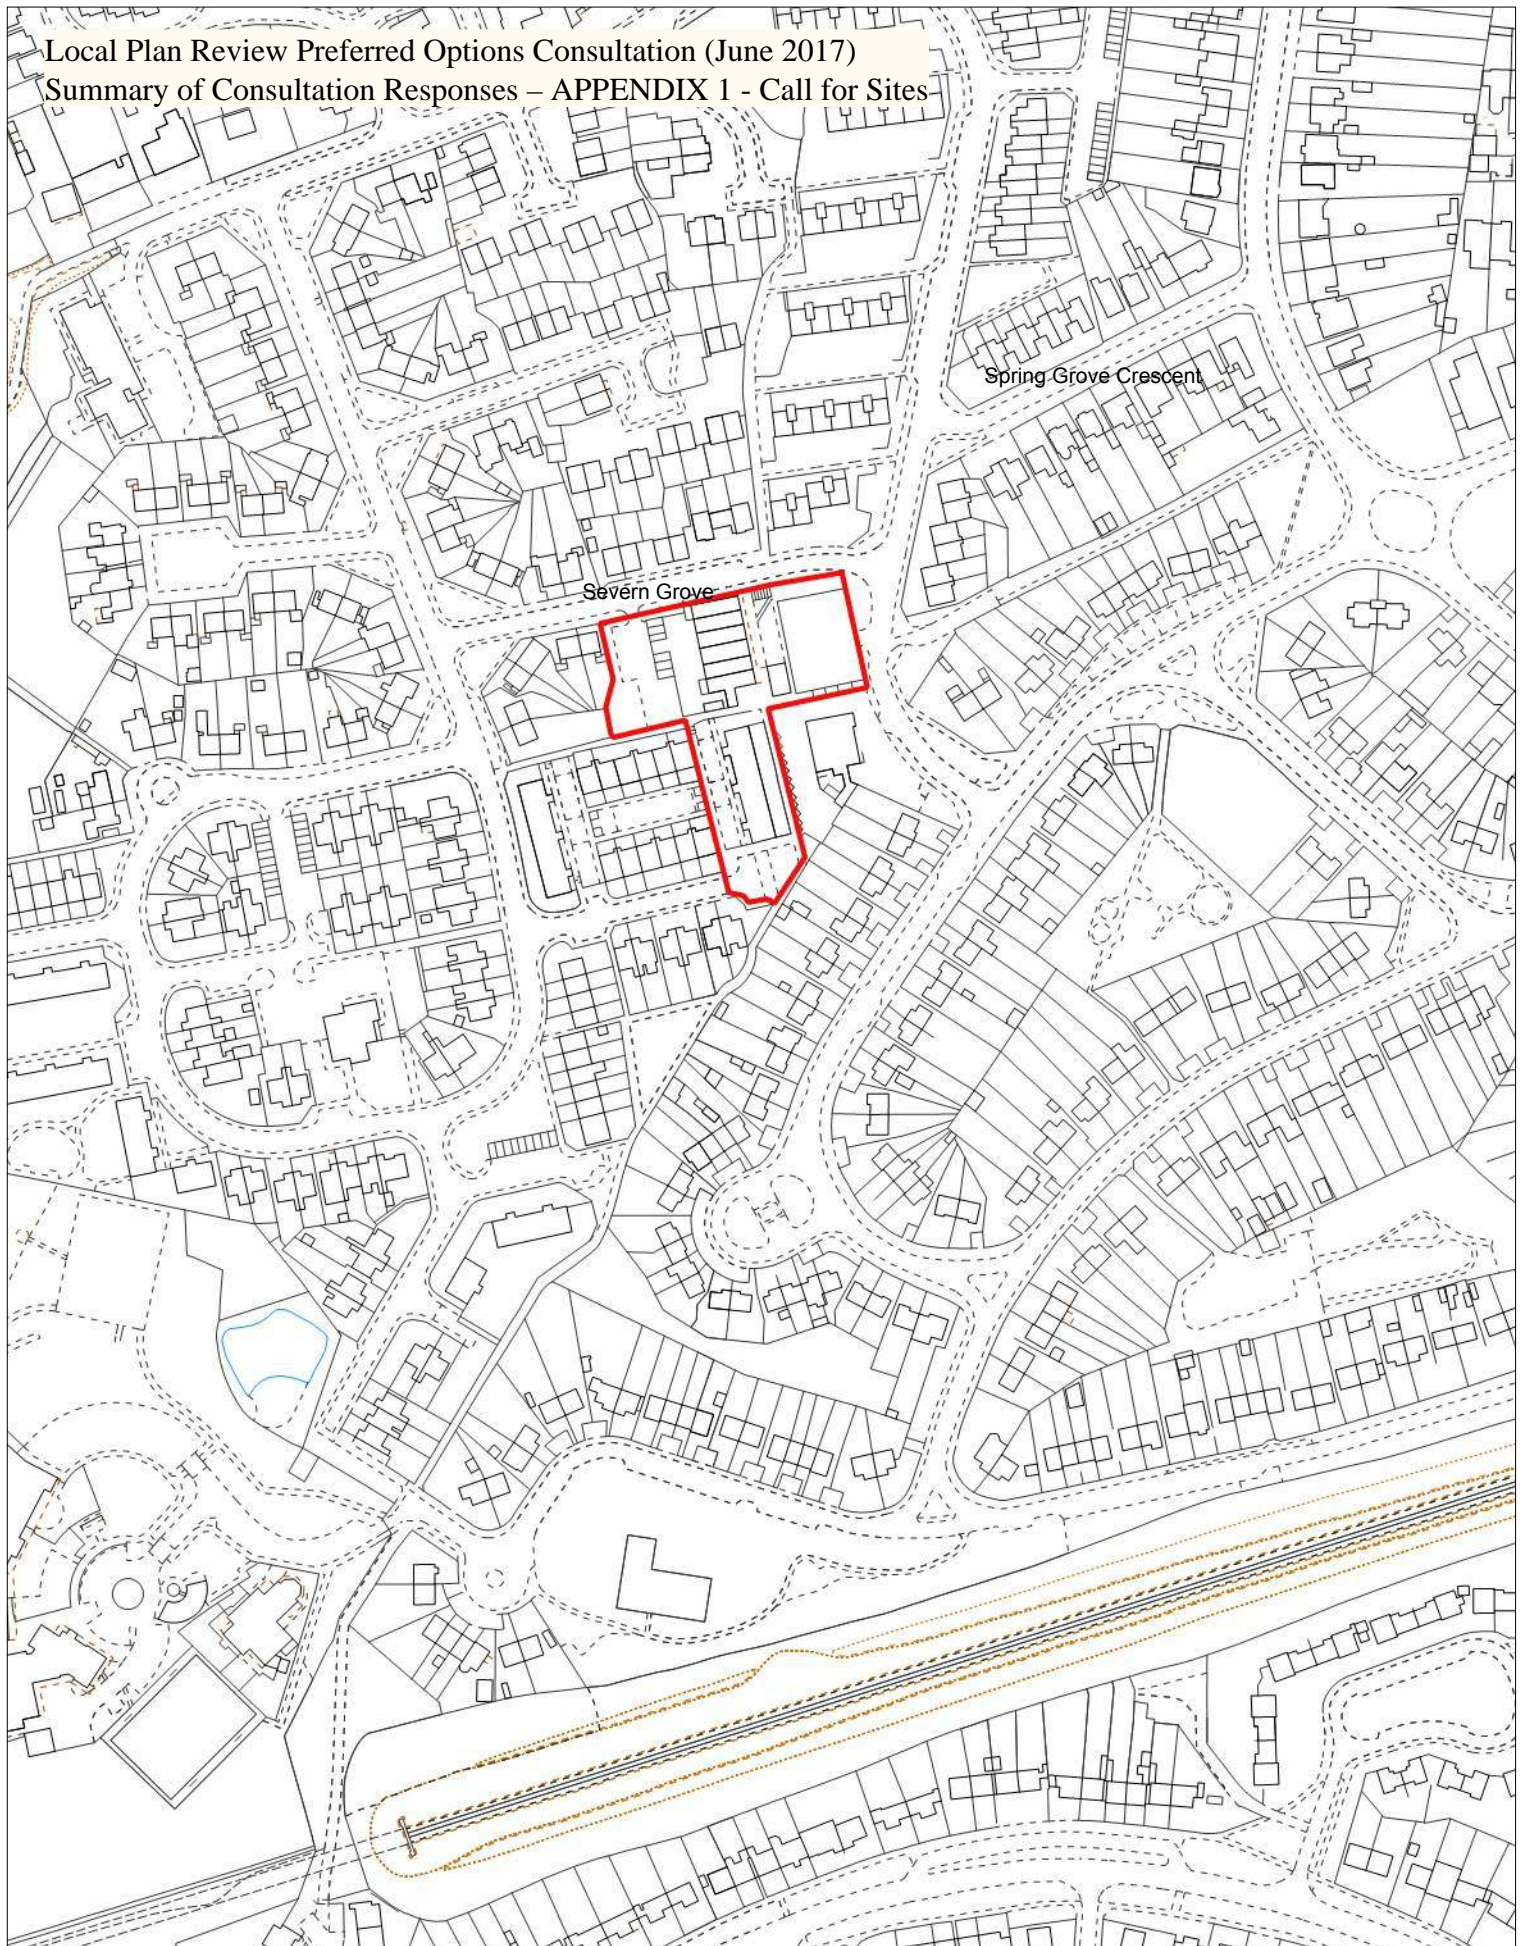 Local Plan Review Preferred Options Consultation (June 2017)
Summary of Consultation Responses – APPENDIX 1 - Call for Sites
Spring Grove Crescent
Severn Grove